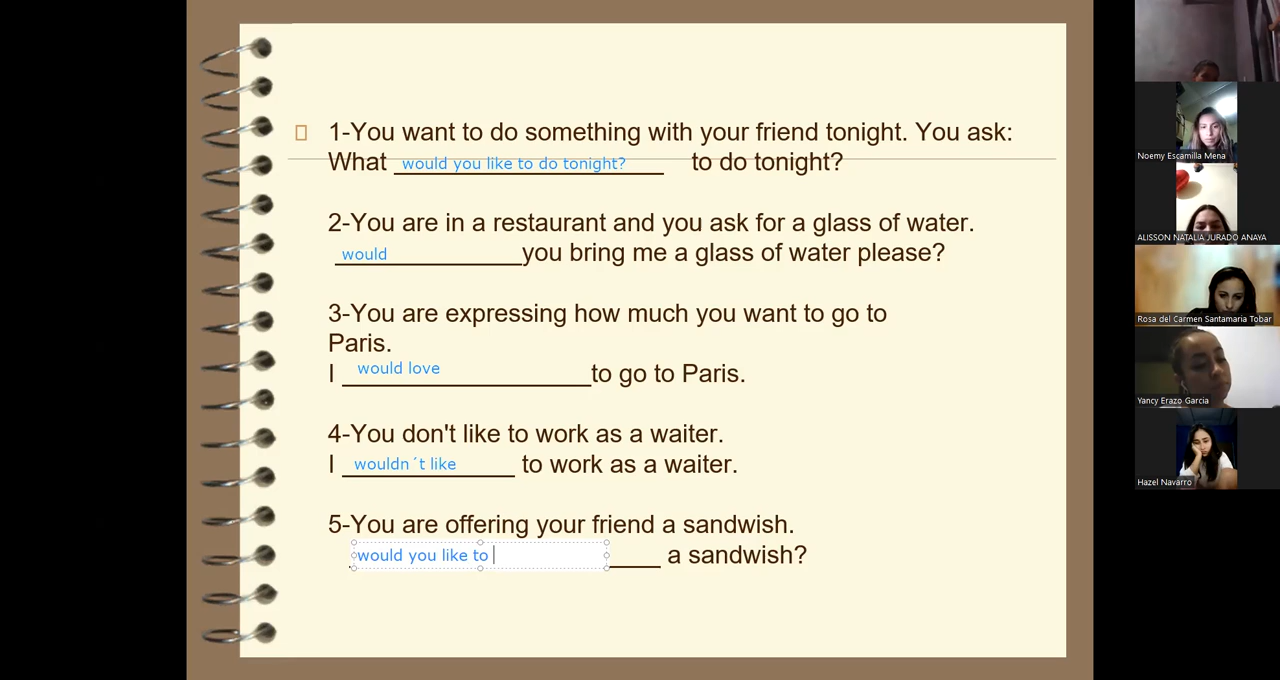 1-You want to do something with your friend tonight. You ask:
What would you like to do tonight? to do tonight?
2-You are in a restaurant and you ask for a glass of water.
would you bring me a glass of water please?
3-You are expressing how much you want to go to
Paris.
I would love to go to Paris.
4-You don't like to work as a waiter.
I wouldn´t like to work as a waiter.
5-You are offering your friend a sandwish.
would you like to a sandwish?
Noemy Escamilla Mena
ALISSON NATALIA JURADO ANAYA
Rosa del Carmen Santamaria Tobar
Yancy Erazo Garcia
Hazel Navarro